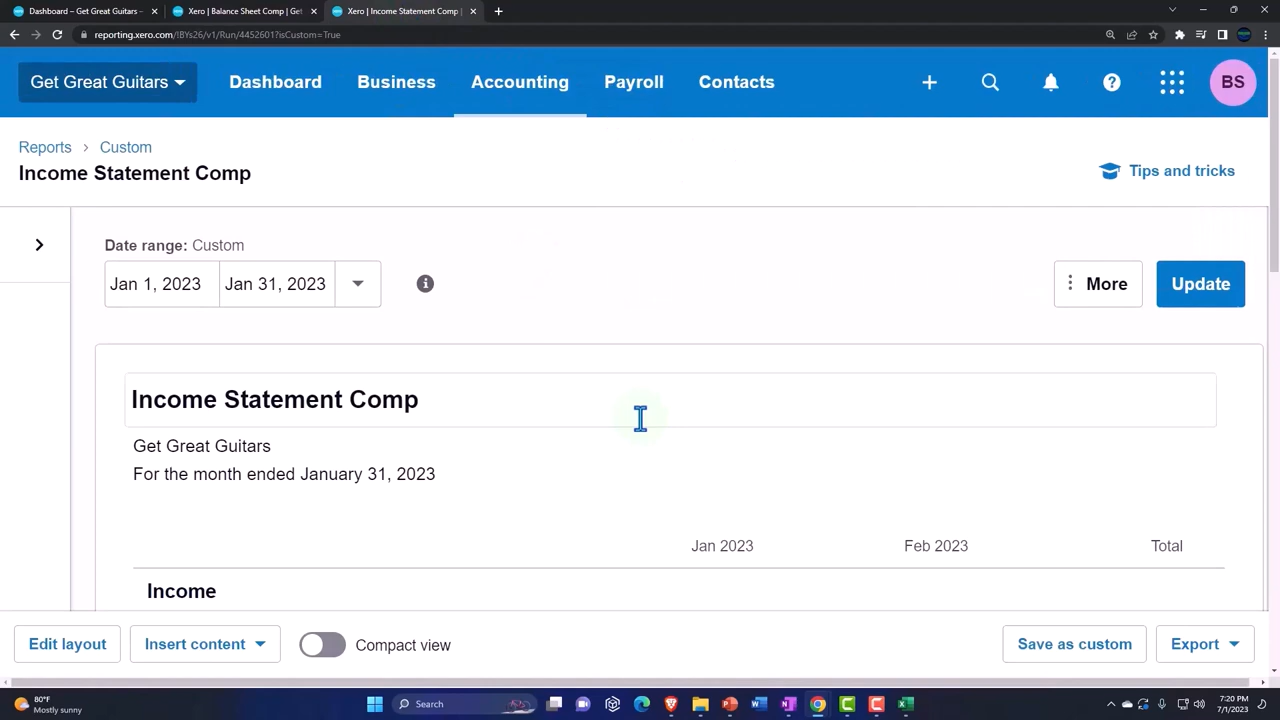 Dashboard – Get Great Guitars –
Xero | Balance Sheet Comp | Get
Xero | Income Statement Comp |
reporting.xero.com/!BYs26/v1/Run/4452601?isCustom=True
Get Great Guitars
Dashboard
Business
Accounting
Payroll
Contacts
BS
Reports > Custom
Income Statement Comp
Tips and tricks
Date range: Custom
Jan 1, 2023
Jan 31, 2023
More
Update
Income Statement Comp
Get Great Guitars
For the month ended January 31, 2023
Jan 2023 Feb 2023 Total
Income
Edit layout
Insert content
Compact view
Save as custom
Export
80°F
Mostly sunny
Search
7:20 PM
7/1/2023